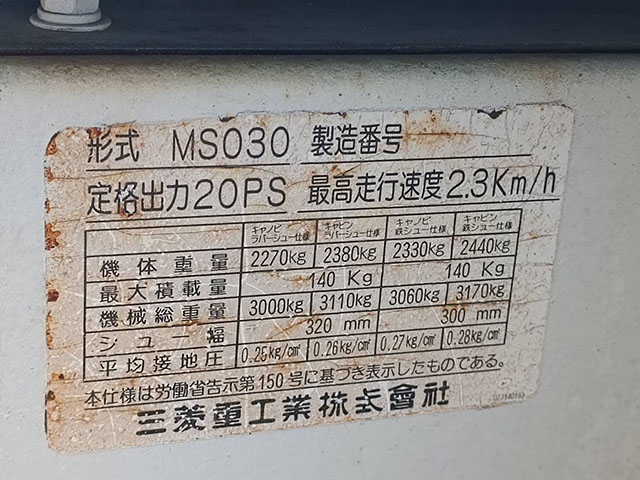 形式 MS030 製造番号
定格出力20PS 最高走行速度2.3Km/h
キャノピ ラバーシュー仕様 キャビン ラバーシュー仕様 キャノピ 鉄シュー仕様 キャビン 鉄シュー仕様
機体重量 2270kg 2380kg 2330kg 2440kg
最大積載量 140 Kg 140 Kg
機械総重量 3000kg 3110kg 3060kg 3170kg
シュー幅 320 mm 300 mm
平均接地圧 0.25kg/cm² 0.26kg/cm² 0.27kg/cm² 0.28kg/cm²
本仕様は労働省告示第150号に基づき表示したものである。
三菱重工業株式會社